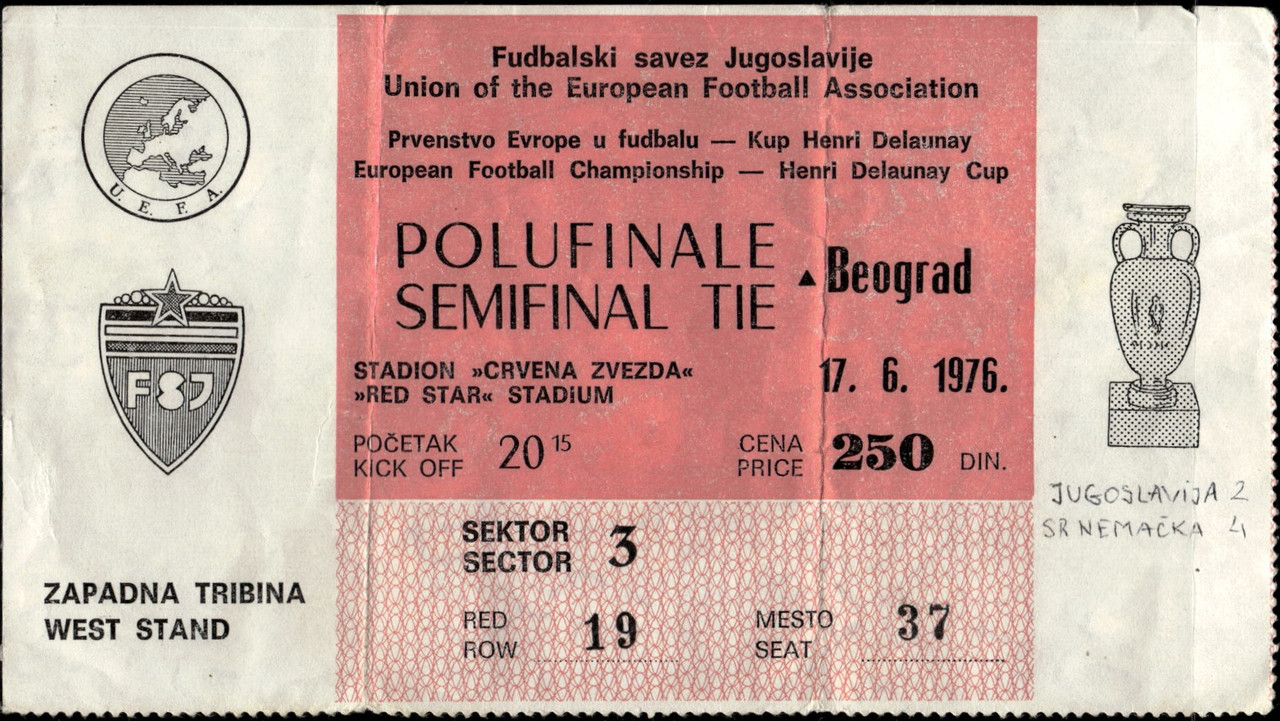 U. E. F. A.
FSJ
ZAPADNA TRIBINA
WEST STAND
Fudbalski savez Jugoslavije
Union of the European Football Association
Prvenstvo Evrope u fudbalu — Kup Henri Delaunay
European Football Championship — Henri Delaunay Cup
POLUFINALE
SEMIFINAL TIE
▲ Beograd
STADION »CRVENA ZVEZDA«
»RED STAR« STADIUM
17. 6. 1976.
POČETAK
KICK OFF
20 15
CENA
PRICE
250 DIN.
SEKTOR
SECTOR
3
RED
ROW
19
MESTO
SEAT
37
JUGOSLAVIJA 2
SR NEMAČKA 4